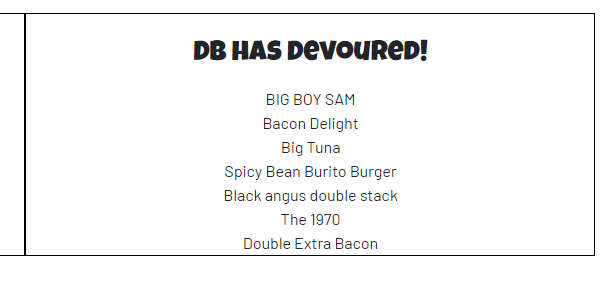 DB HAS DEVOURED!
BIG BOY SAM
Bacon Delight
Big Tuna
Spicy Bean Burito Burger
Black angus double stack
The 1970
Double Extra Bacon